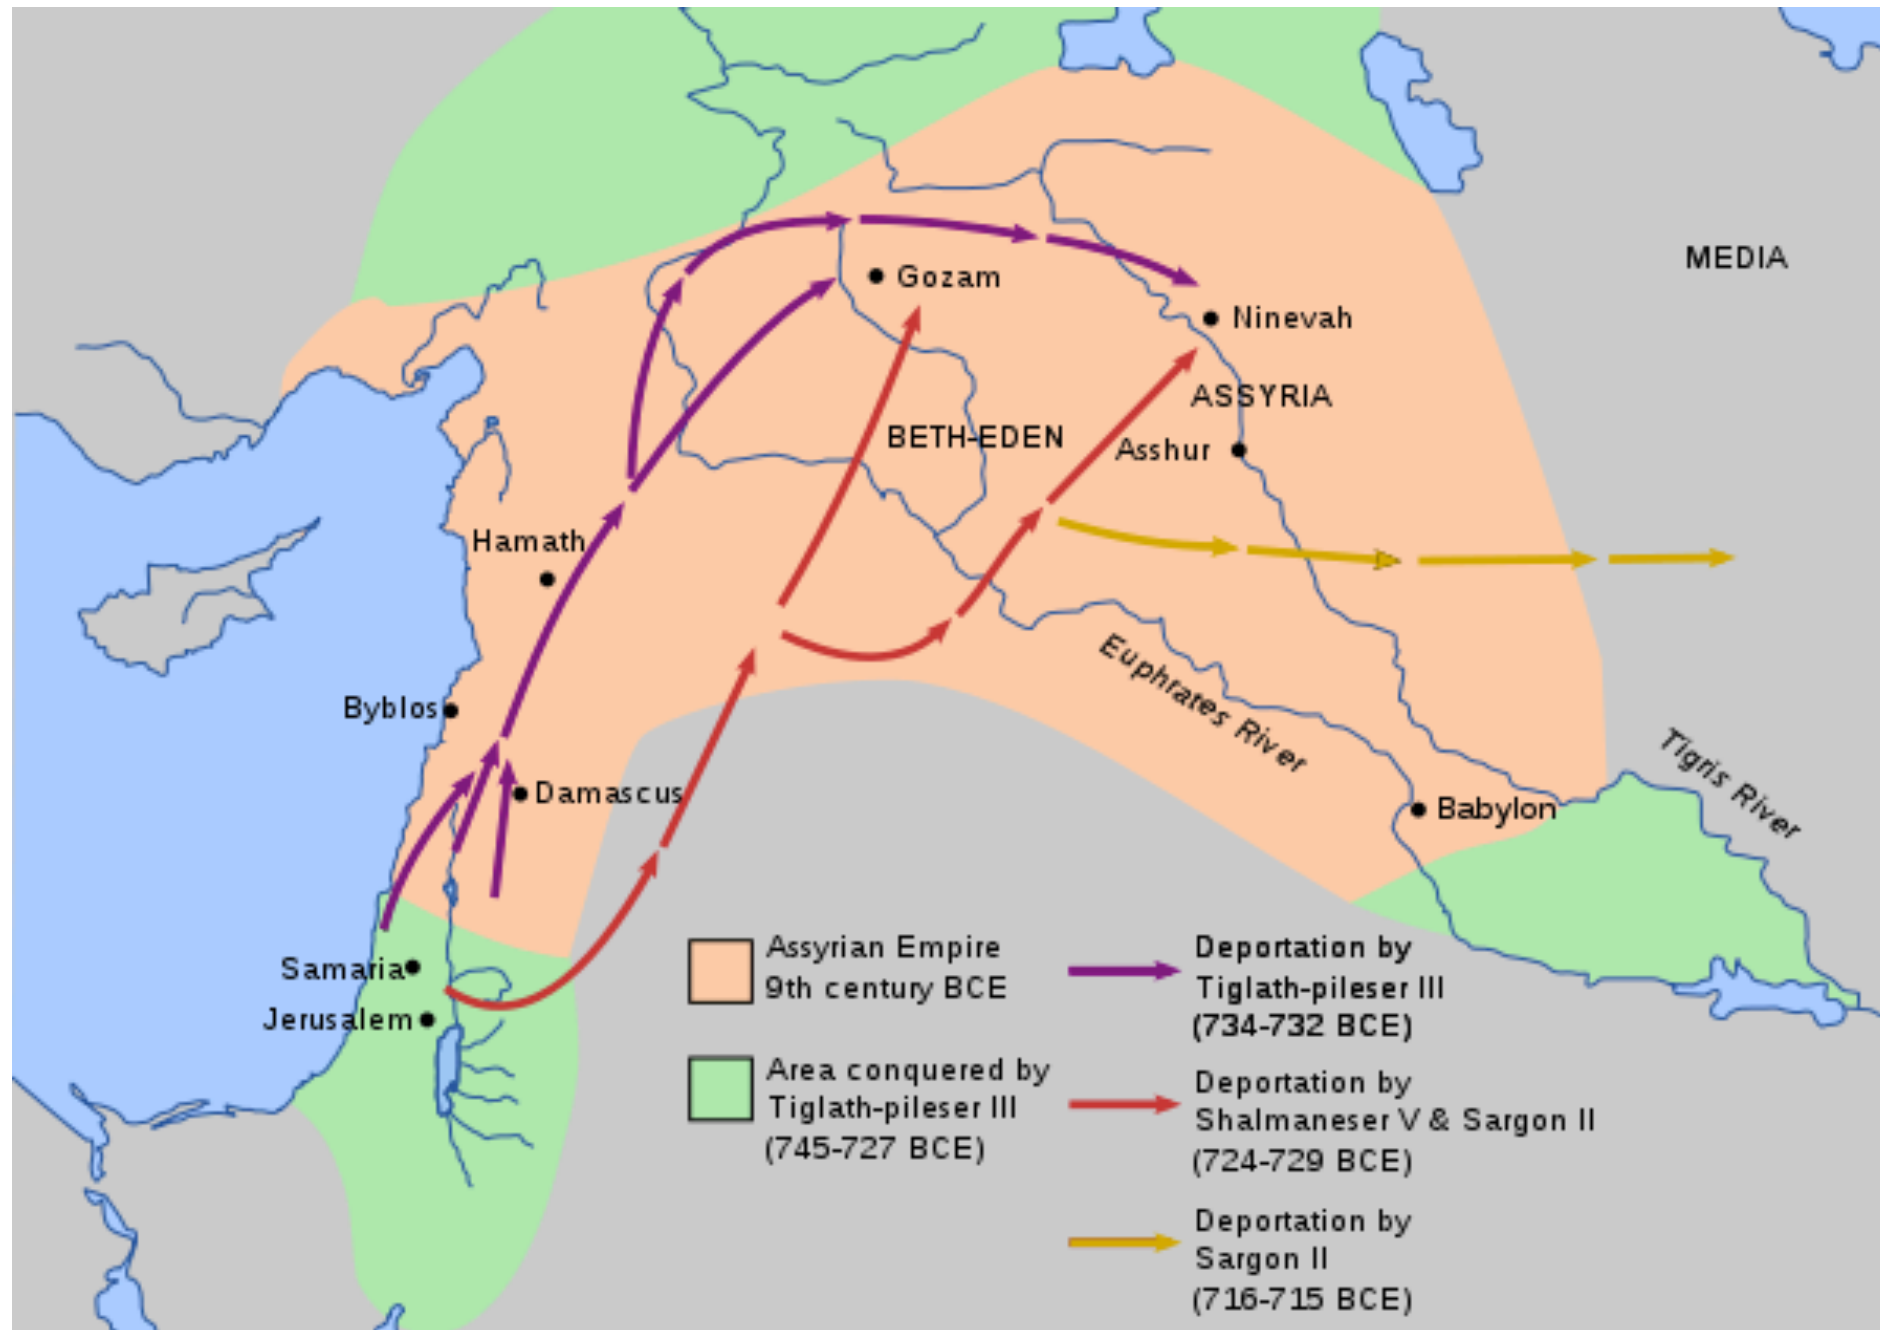 MEDIA
Gozam
Ninevah
ASSYRIA
BETH-EDEN
Asshur
Hamath
Euphrates River
Byblos
Tigris River
Damascus
Babylon
Samaria
Jerusalem
Assyrian Empire
9th century BCE
Area conquered by
Tiglath-pileser III
(745-727 BCE)
Deportation by
Tiglath-pileser III
(734-732 BCE)
Deportation by
Shalmaneser V & Sargon II
(724-729 BCE)
Deportation by
Sargon II
(716-715 BCE)